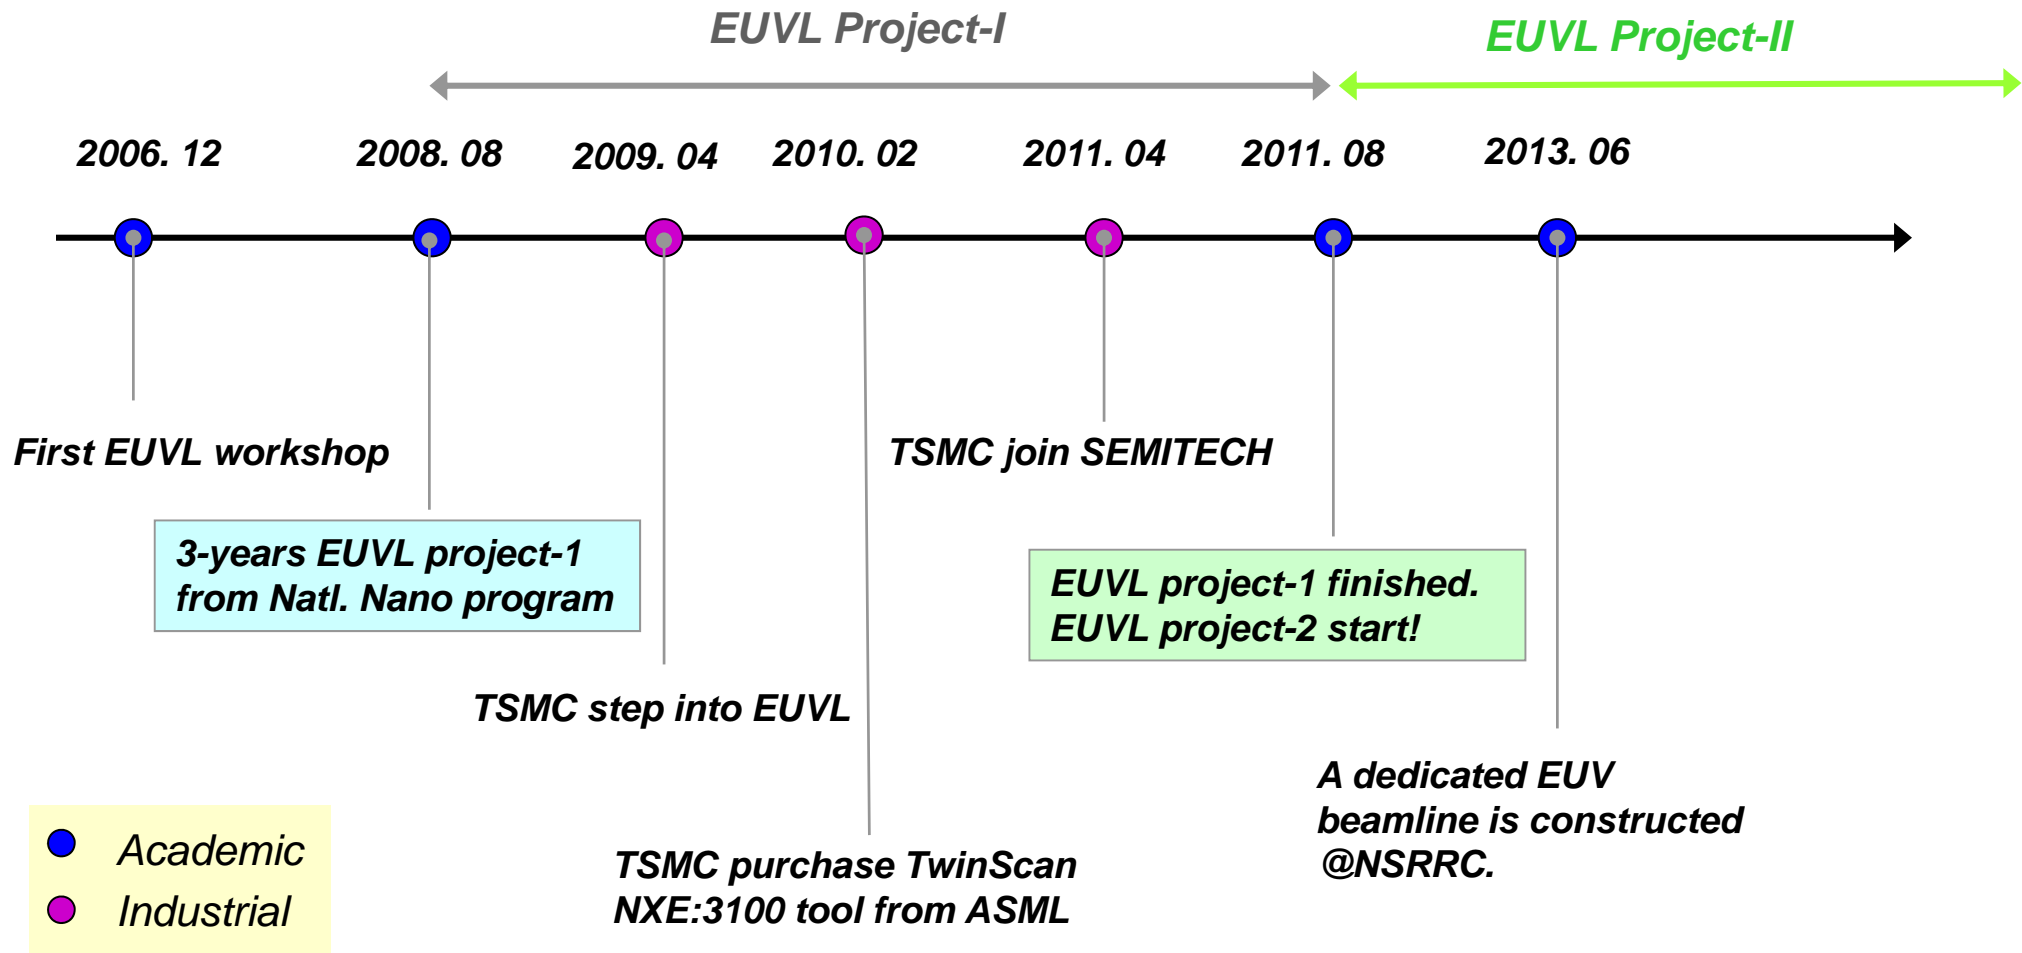 EUVL Project-I
EUVL Project-II
2006. 12
2008. 08
2009. 04
2010. 02
2011. 04
2011. 08
2013. 06
First EUVL workshop
TSMC join SEMITECH
3-years EUVL project-1
from Natl. Nano program
EUVL project-1 finished.
EUVL project-2 start!
TSMC step into EUVL
A dedicated EUV
beamline is constructed
@NSRRC.
TSMC purchase TwinScan
NXE:3100 tool from ASML
Academic
Industrial